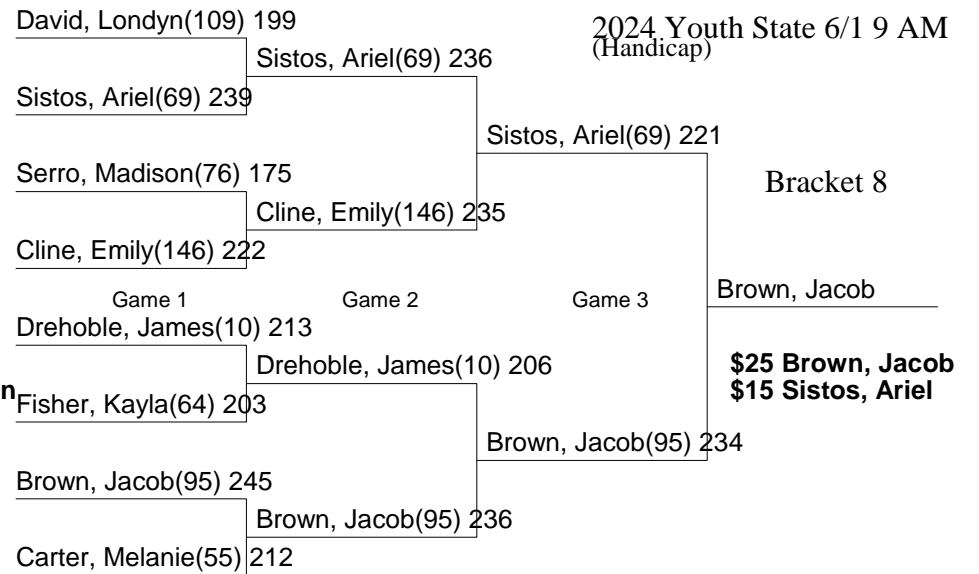 David, Londyn(109) 199
2024 Youth State 6/1 9 AM
(Handicap)
Sistos, Ariel(69) 236
Sistos, Ariel(69) 239
Sistos, Ariel(69) 221
Serro, Madison(76) 175
Bracket 8
Cline, Emily(146) 235
Cline, Emily(146) 222
Game 1
Game 2
Game 3
Brown, Jacob
Drehoble, James(10) 213
Drehoble, James(10) 206
$25 Brown, Jacob
$15 Sistos, Ariel
n
Fisher, Kayla(64) 203
Brown, Jacob(95) 234
Brown, Jacob(95) 245
Brown, Jacob(95) 236
Carter, Melanie(55) 212